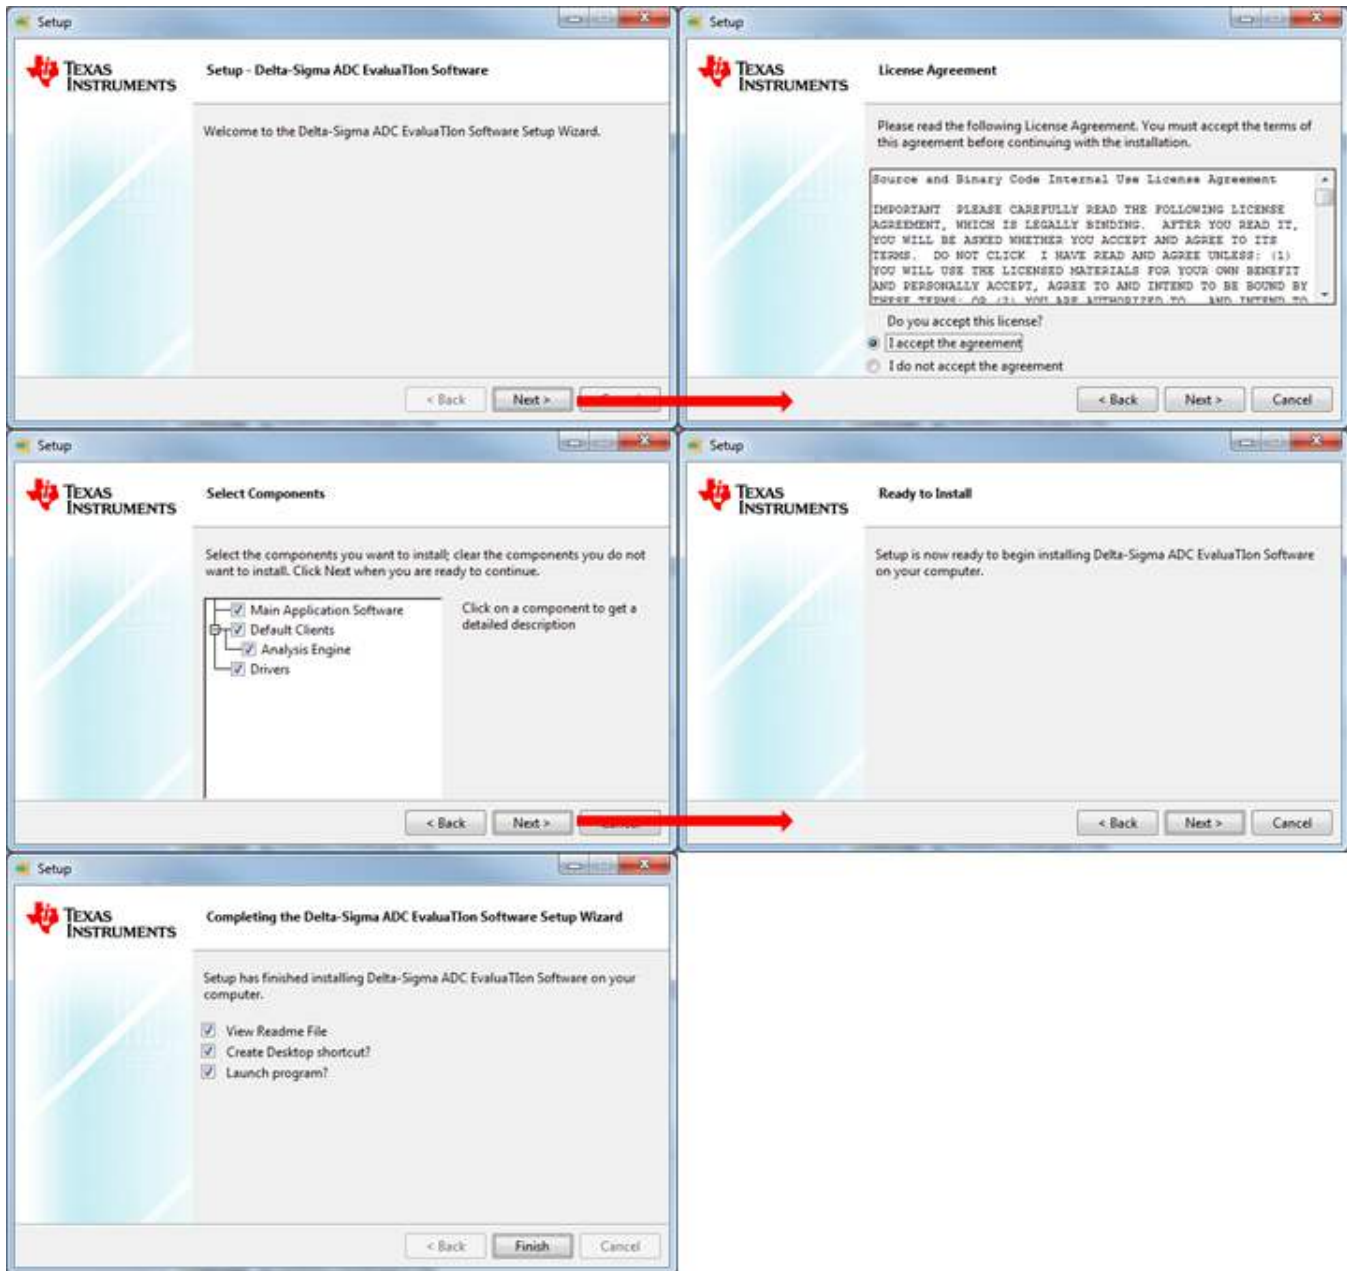 Setup
TEXAS
INSTRUMENTS
Setup - Delta-Sigma ADC EvaluaTIon Software
Welcome to the Delta-Sigma ADC EvaluaTIon Software Setup Wizard.
< Back
Next >
Setup
TEXAS
INSTRUMENTS
License Agreement
Please read the following License Agreement. You must accept the terms of
this agreement before continuing with the installation.
Source and Binary Code Internal Use License Agreement
IMPORTANT  PLEASE CAREFULLY READ THE FOLLOWING LICENSE
AGREEMENT, WHICH IS LEGALLY BINDING.  AFTER YOU READ IT,
YOU WILL BE ASKED WHETHER YOU ACCEPT AND AGREE TO ITS
TERMS.  DO NOT CLICK  I HAVE READ AND AGREE UNLESS: (1)
YOU WILL USE THE LICENSED MATERIALS FOR YOUR OWN BENEFIT
AND PERSONALLY ACCEPT, AGREE TO AND INTEND TO BE BOUND BY
THESE TERMS; OR (2) YOU ARE AUTHORIZED TO   AND INTEND TO
Do you accept this license?
I accept the agreement
I do not accept the agreement
< Back
Next >
Cancel
Setup
TEXAS
INSTRUMENTS
Select Components
Select the components you want to install; clear the components you do not
want to install. Click Next when you are ready to continue.
Main Application Software
Default Clients
Analysis Engine
Drivers
Click on a component to get a
detailed description
< Back
Next >
Setup
TEXAS
INSTRUMENTS
Ready to Install
Setup is now ready to begin installing Delta-Sigma ADC EvaluaTIon Software
on your computer.
< Back
Next >
Cancel
Setup
TEXAS
INSTRUMENTS
Completing the Delta-Sigma ADC EvaluaTIon Software Setup Wizard
Setup has finished installing Delta-Sigma ADC EvaluaTIon Software on your
computer.
View Readme File
Create Desktop shortcut?
Launch program?
< Back
Finish
Cancel